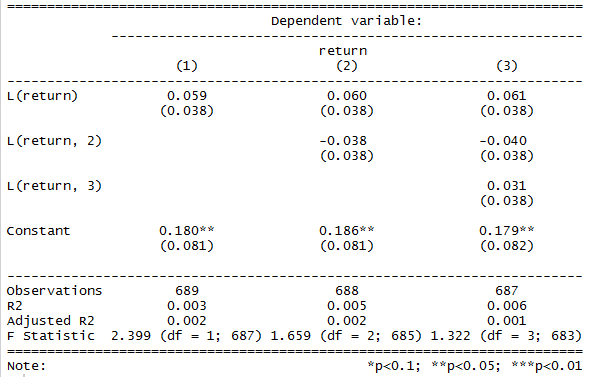 Dependent variable:
return
(1) (2) (3)
L(return) 0.059 0.060 0.061
(0.038) (0.038) (0.038)
L(return, 2) -0.038 -0.040
(0.038) (0.038)
L(return, 3) 0.031
(0.038)
Constant 0.180** 0.186** 0.179**
(0.081) (0.081) (0.082)
Observations 689 688 687
R2 0.003 0.005 0.006
Adjusted R2 0.002 0.002 0.001
F Statistic 2.399 (df = 1; 687) 1.659 (df = 2; 685) 1.322 (df = 3; 683)
Note: *p<0.1; **p<0.05; ***p<0.01